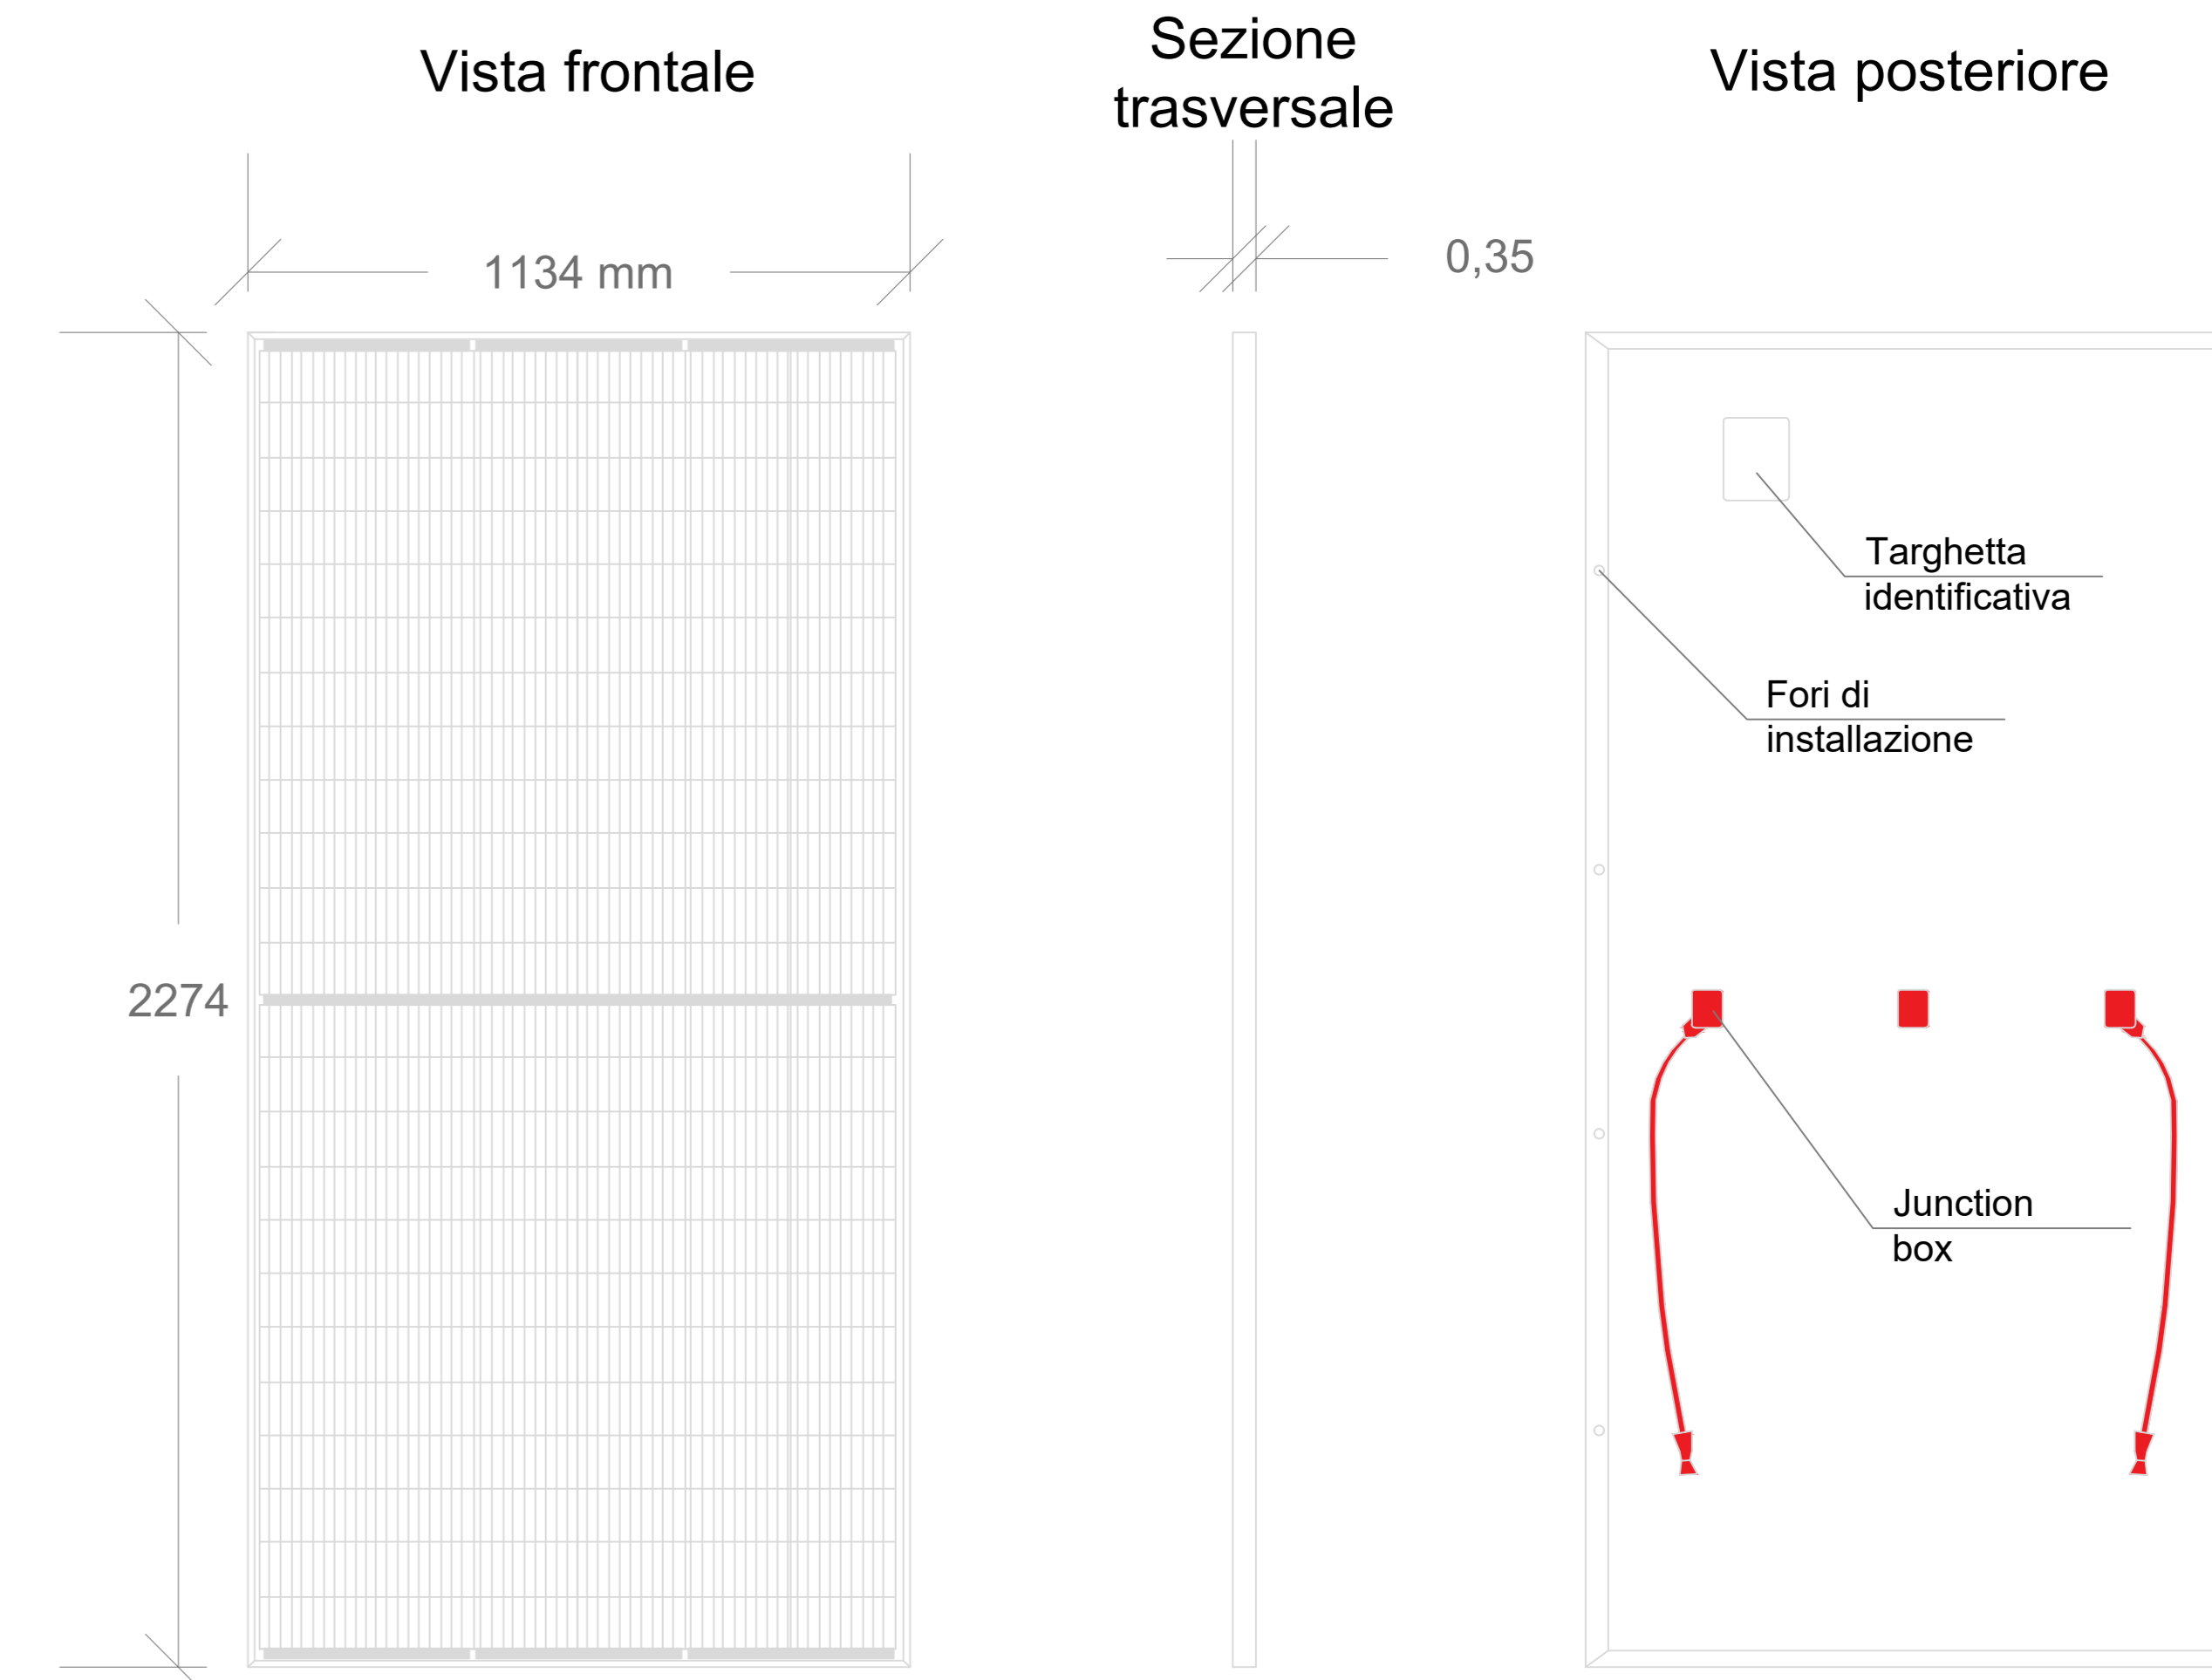 Vista frontale
Sezione
trasversale
Vista posteriore
1134 mm
0,35
2274
Targhetta
identificativa
Fori di
installazione
Junction
box